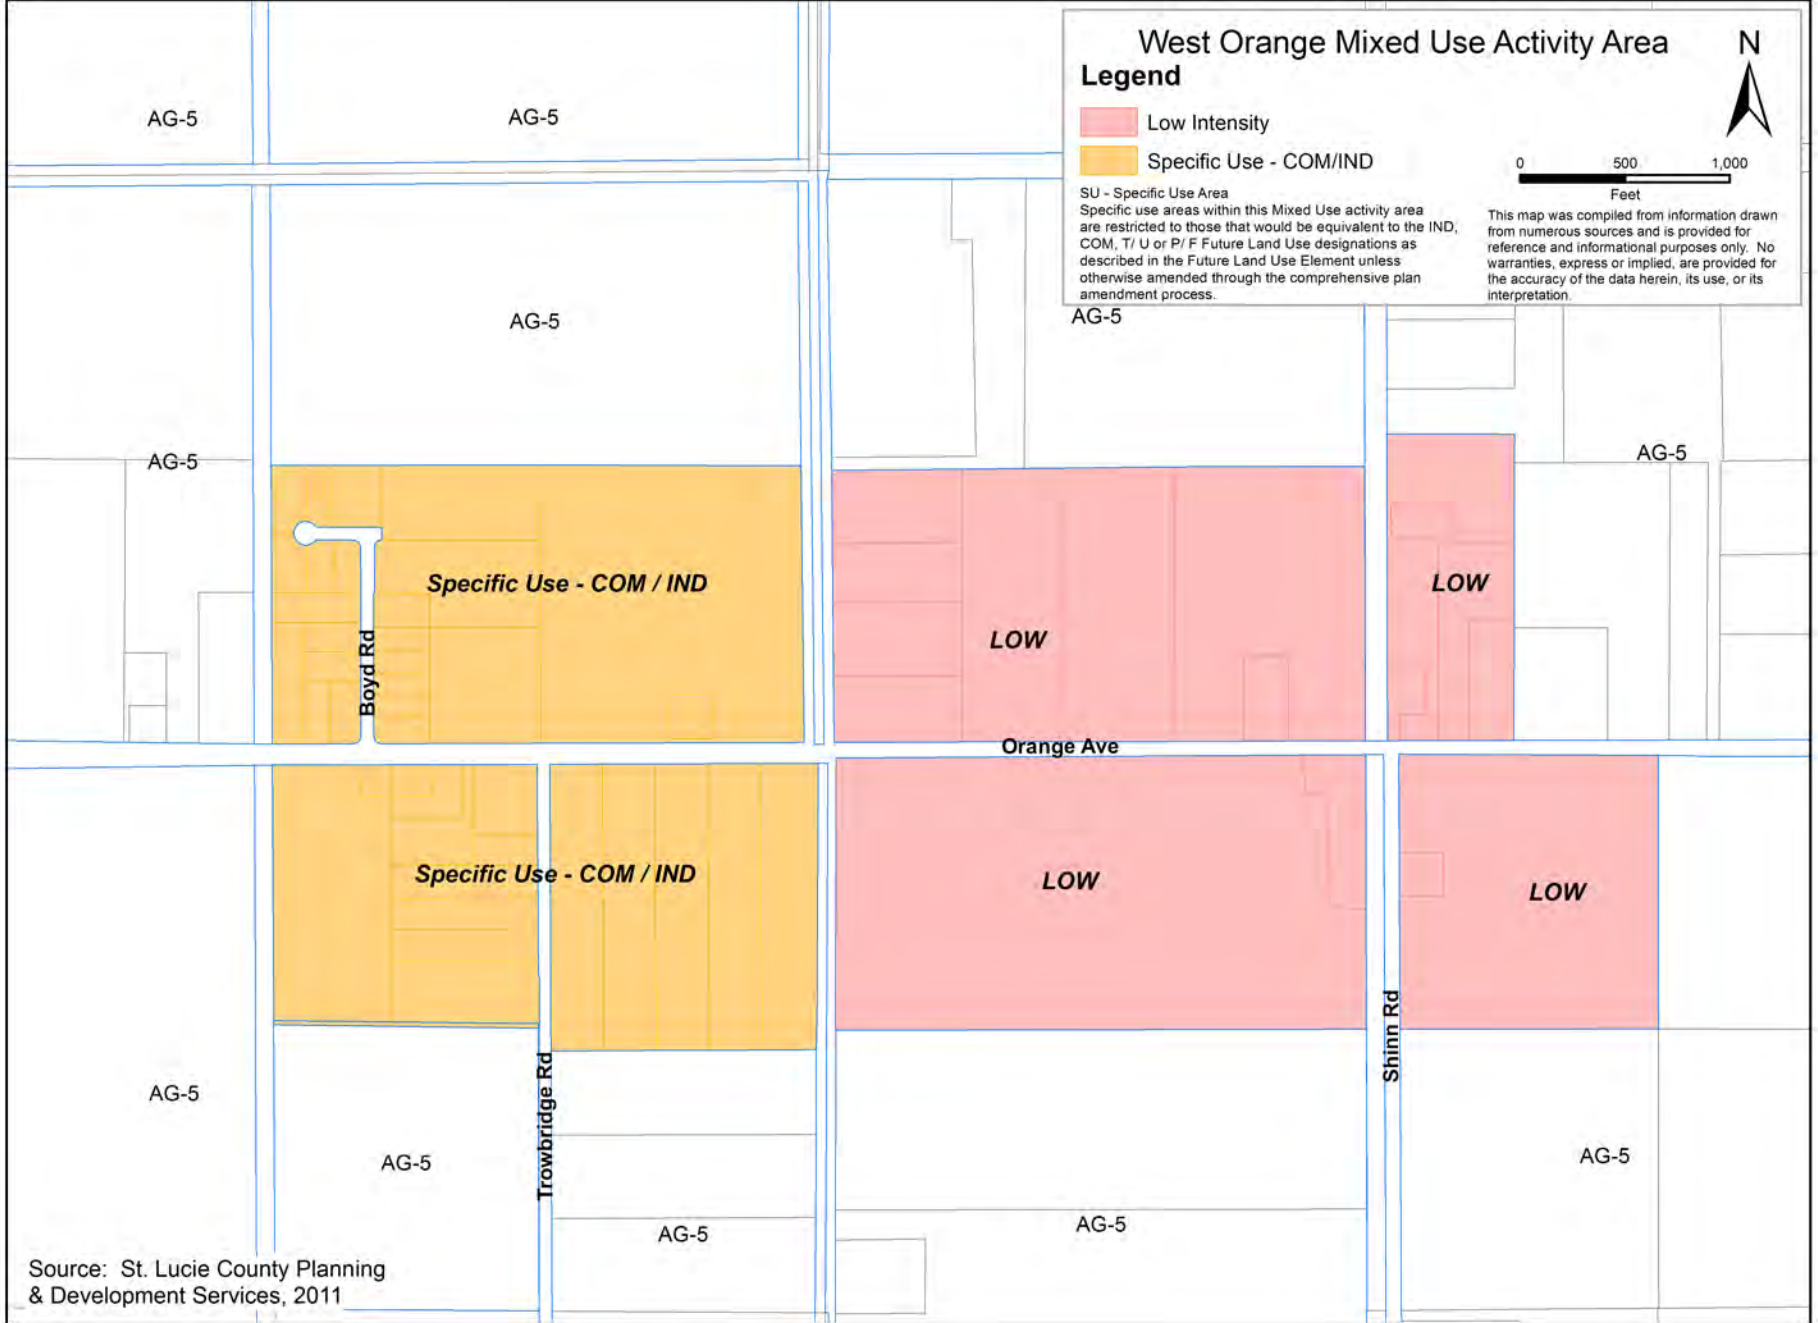 West Orange Mixed Use Activity Area
N
Legend
Low Intensity
Specific Use - COM/IND
0 500 1,000
Feet
SU - Specific Use Area
Specific use areas within this Mixed Use activity area
are restricted to those that would be equivalent to the IND,
COM, T/ U or P/ F Future Land Use designations as
described in the Future Land Use Element unless
otherwise amended through the comprehensive plan
amendment process.
This map was compiled from information drawn
from numerous sources and is provided for
reference and informational purposes only. No
warranties, express or implied, are provided for
the accuracy of the data herein, its use, or its
interpretation.
AG-5
AG-5
AG-5
AG-5
AG-5
AG-5
Specific Use - COM / IND
LOW
LOW
Boyd Rd
Orange Ave
Specific Use - COM / IND
LOW
LOW
Shinn Rd
Trowbridge Rd
AG-5
AG-5
AG-5
AG-5
AG-5
Source: St. Lucie County Planning
& Development Services, 2011